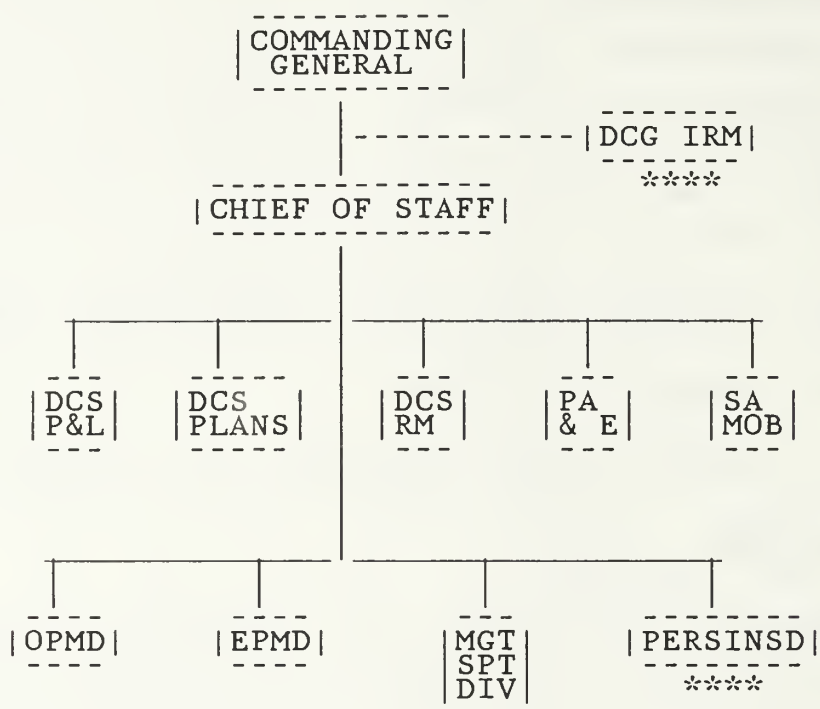 COMMANDING
GENERAL
DCG IRM
****
CHIEF OF STAFF
DCS
P&L
DCS
PLANS
DCS
RM
PA
& E
SA
MOB
OPMD
EPMD
MGT
SPT
DIV
PERSINSD
****